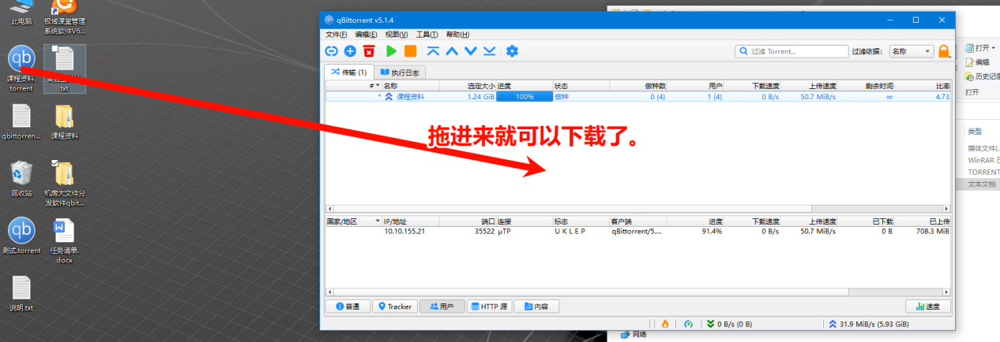 此电脑
极域课堂管理
系统软件V6...
课程资料.
torrent
txt
qbittorren...
课程资料
回收站
机房大文件分
发软件qbit...
测试.torrent
任务清单.
docx
说明.txt
qBittorrent v5.1.4
文件(F) 编辑(E) 视图(V) 工具(T) 帮助(H)
过滤 Torrent...
过滤依据:
名称
传输 (1)
执行日志
# 名称 选定大小 进度 状态 做种数 用户 下载速度 上传速度 剩余时间 比率
* 课程资料 1.24 GiB 100% 做种 0 (4) 1 (4) 0 B/s 50.7 MiB/s ∞ 4.73
拖进来就可以下载了。
国家/地区 IP/地址 端口 连接 标志 客户端 进度 下载速度 上传速度 已下载 已上传
10.10.155.21 35522 μTP U K L E P qBittorrent/5.... 91.4% 0 B/s 50.7 MiB/s 0 B 708.3 MiB
普通 Tracker 用户 HTTP 源 内容 速度
0 B/s (0 B) 31.9 MiB/s (5.93 GiB)
打开
编辑
历史记录
打开
类型
媒体文件(.
WinRAR
TORRENT
文本文档
网络